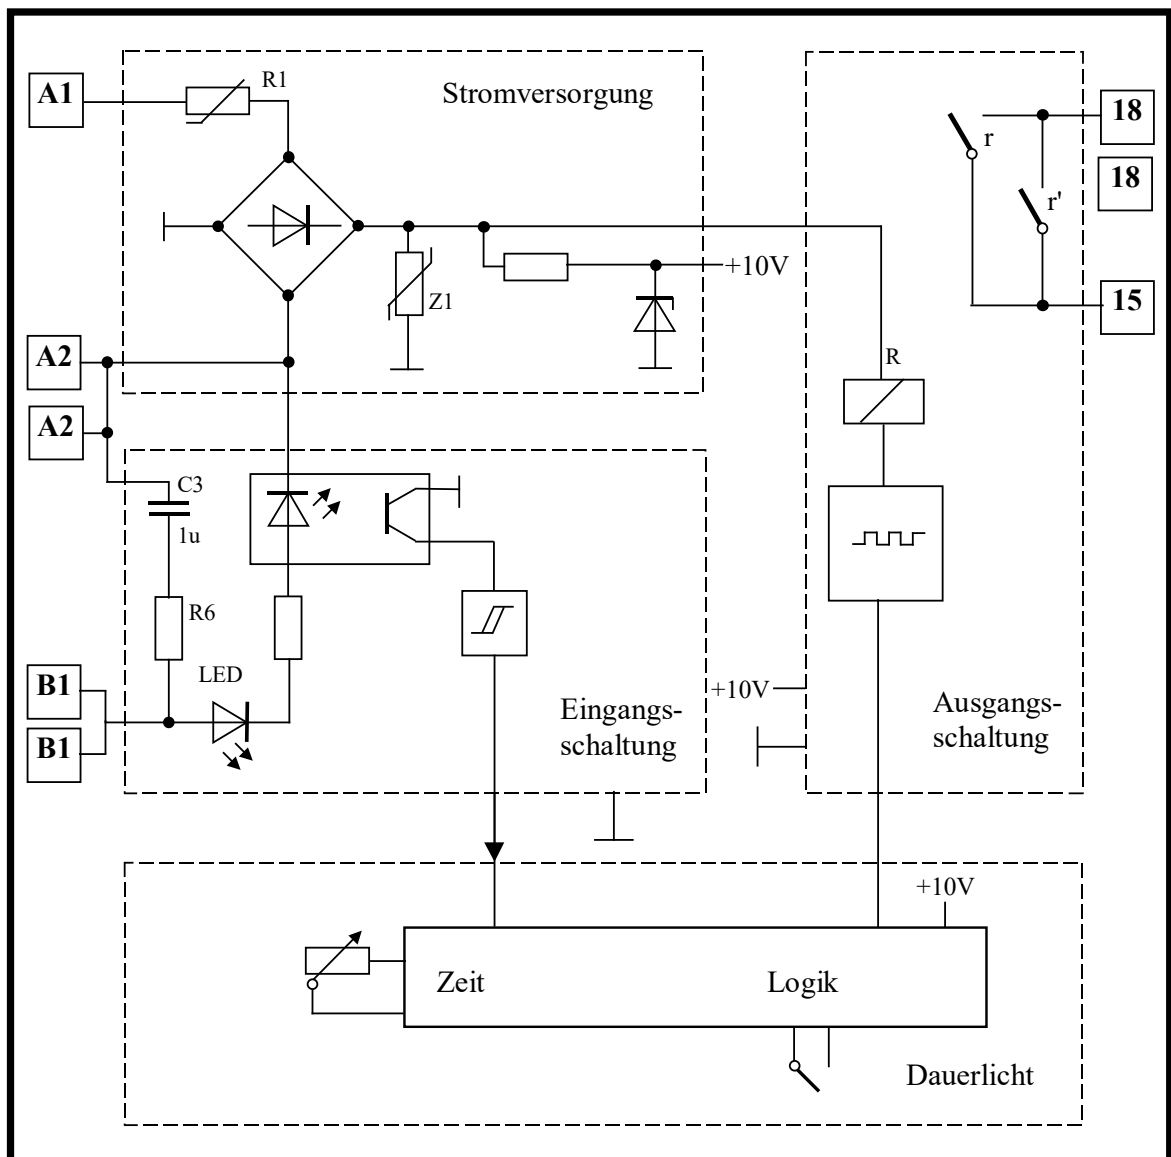 A1
R1
Stromversorgung
18
r
18
r'
+10V
Z1
15
A2
R
A2
C3
1u
R6
LED
B1
+10V
B1
Eingangs-
schaltung
Ausgangs-
schaltung
+10V
Zeit
Logik
Dauerlicht